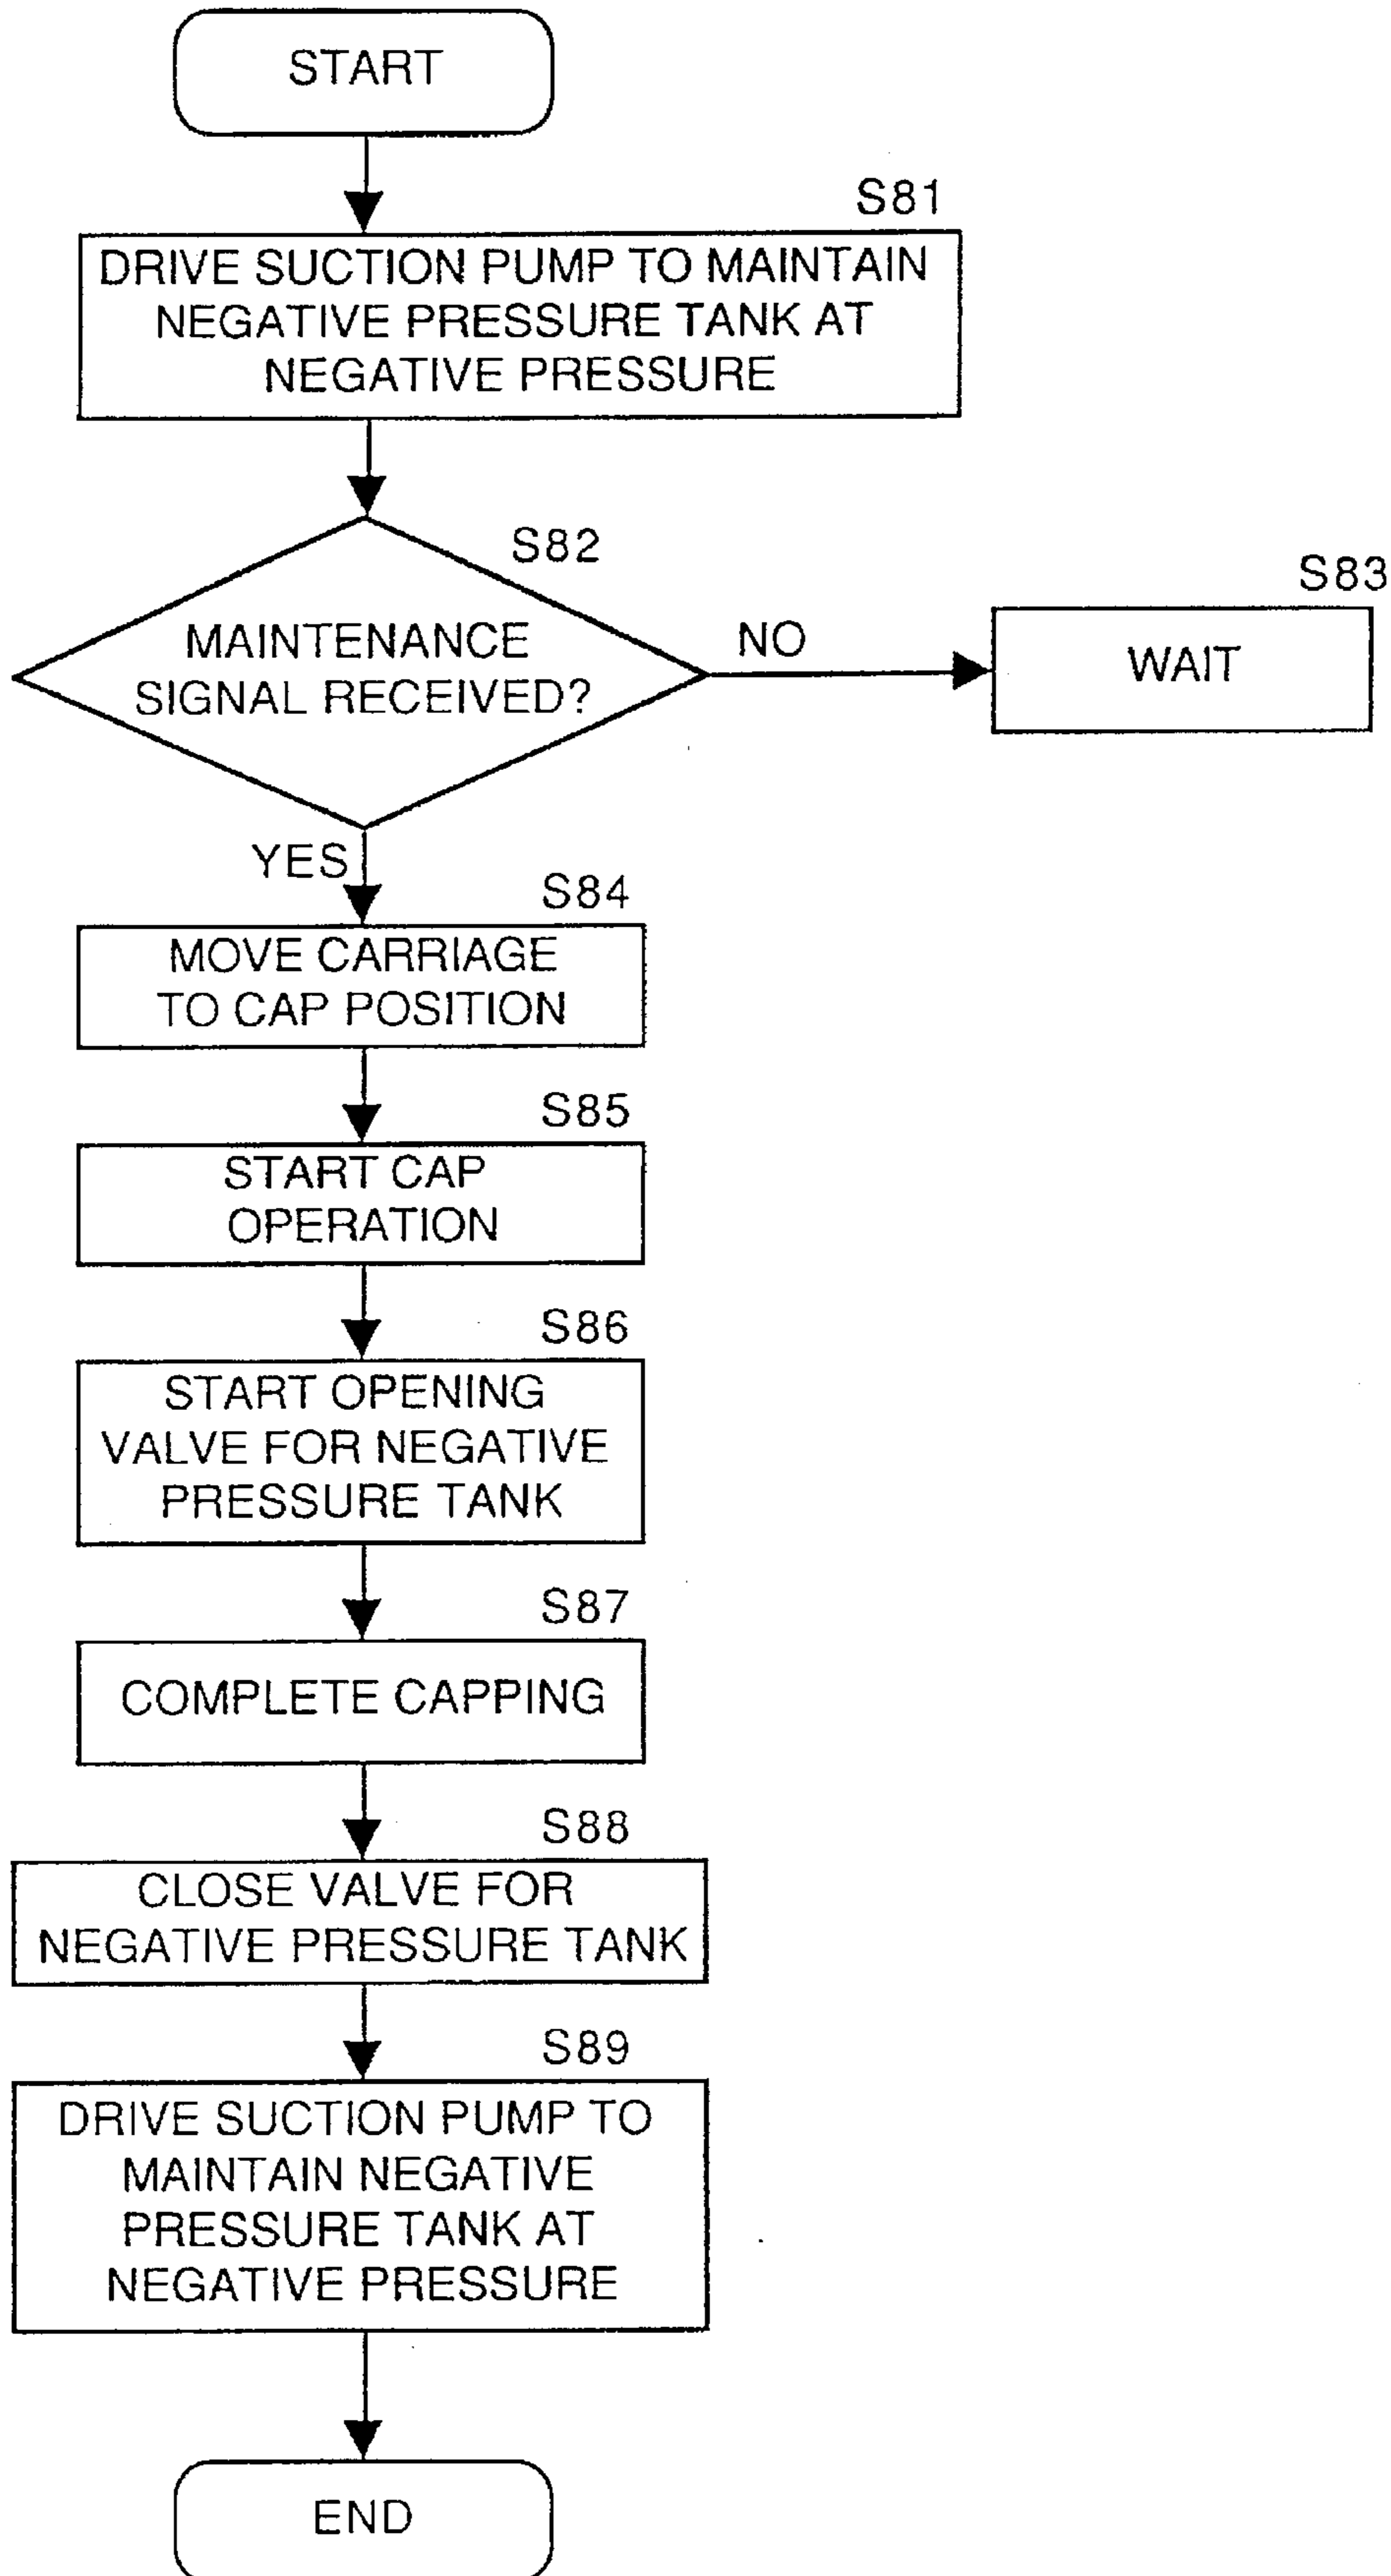 START
S81
DRIVE SUCTION PUMP TO MAINTAIN
NEGATIVE PRESSURE TANK AT
NEGATIVE PRESSURE
S82
MAINTENANCE
SIGNAL RECEIVED?
NO
S83
WAIT
YES
S84
MOVE CARRIAGE
TO CAP POSITION
S85
START CAP
OPERATION
S86
START OPENING
VALVE FOR NEGATIVE
PRESSURE TANK
S87
COMPLETE CAPPING
S88
CLOSE VALVE FOR
NEGATIVE PRESSURE TANK
S89
DRIVE SUCTION PUMP TO
MAINTAIN NEGATIVE
PRESSURE TANK AT
NEGATIVE PRESSURE
END